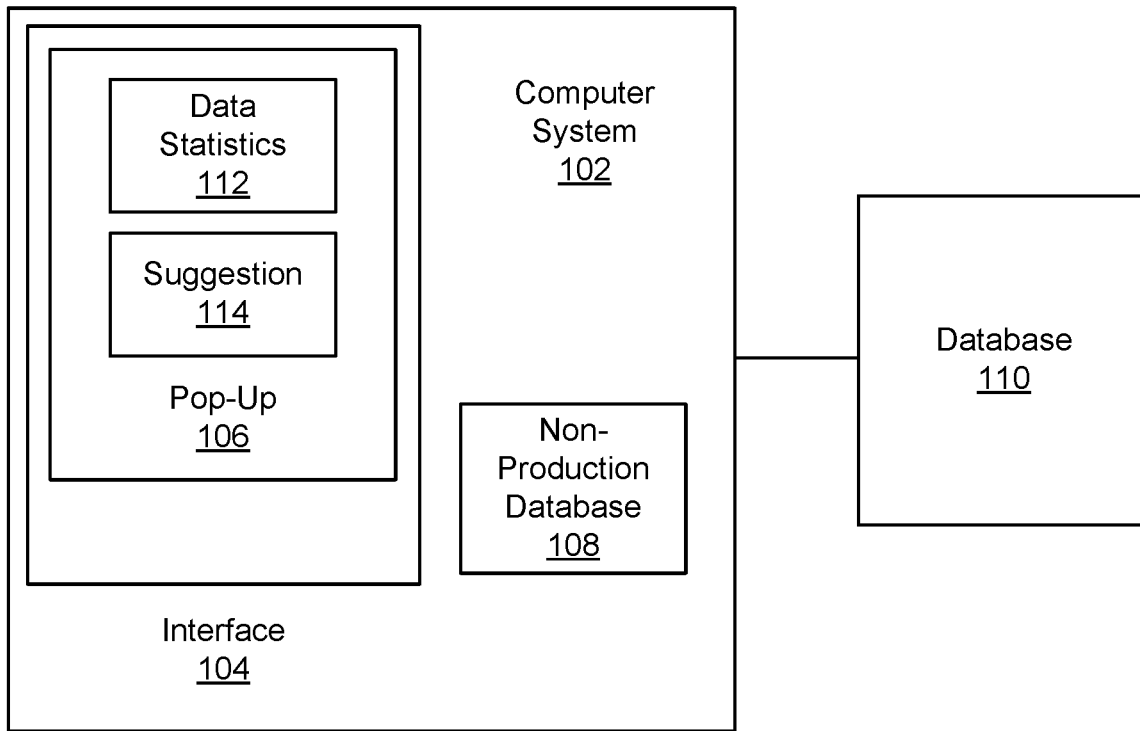 Data
Statistics
112
Suggestion
114
Pop-Up
106
Interface
104
Computer
System
102
Non-
Production
Database
108
Database
110